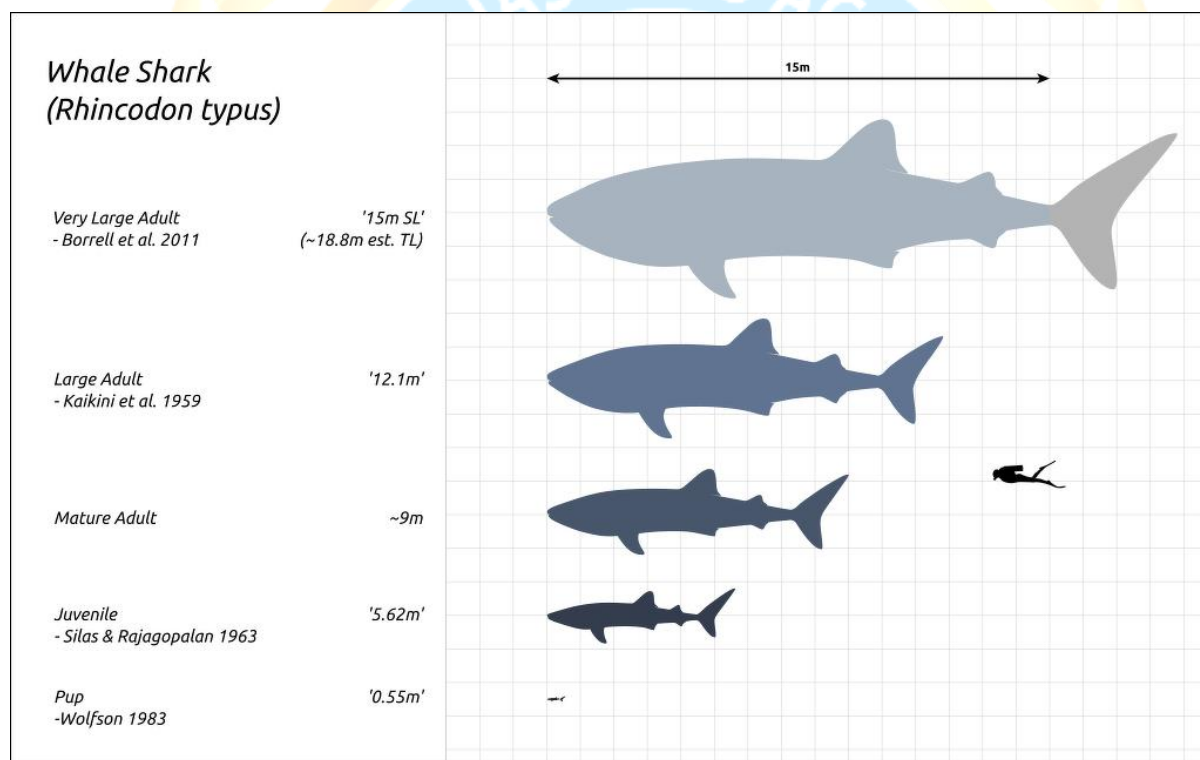 Whale Shark
(Rhincodon typus)
15m
Very Large Adult '15m SL'
- Borrell et al. 2011 (~18.8m est. TL)
Large Adult '12.1m'
- Kaikini et al. 1959
Mature Adult ~9m
Juvenile '5.62m'
- Silas & Rajagopalan 1963
Pup '0.55m'
-Wolfson 1983